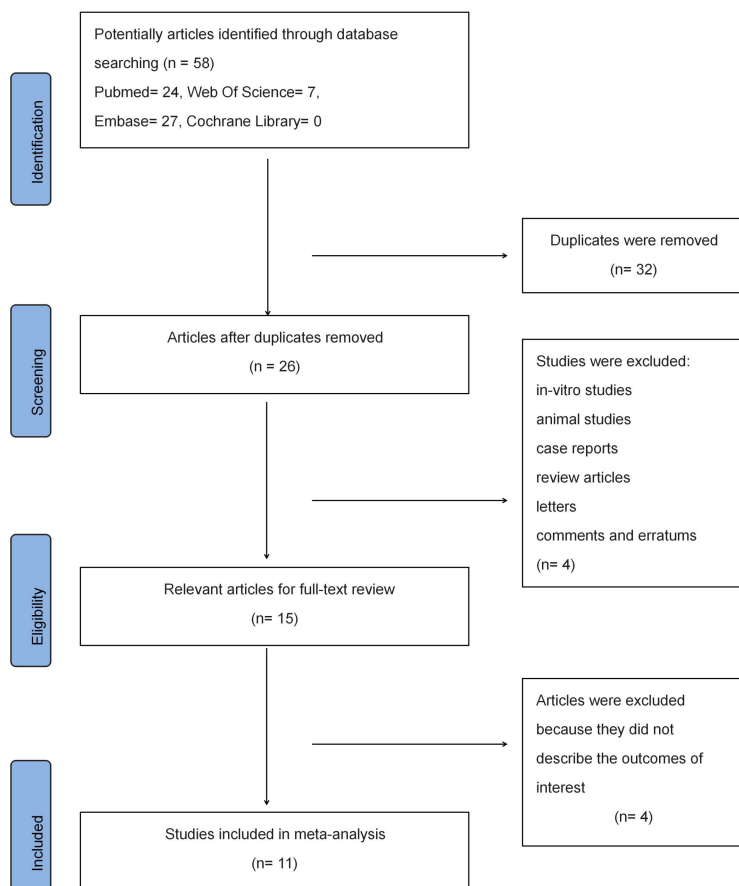 Potentially articles identified through database
searching (n = 58)
Pubmed= 24, Web Of Science= 7,
Embase= 27, Cochrane Library= 0
Identification
Duplicates were removed
(n= 32)
Articles after duplicates removed
(n = 26)
Screening
Studies were excluded:
in-vitro studies
animal studies
case reports
review articles
letters
comments and erratums
(n= 4)
Relevant articles for full-text review
(n= 15)
Eligibility
Articles were excluded
because they did not
describe the outcomes of
interest
(n= 4)
Studies included in meta-analysis
(n= 11)
Included